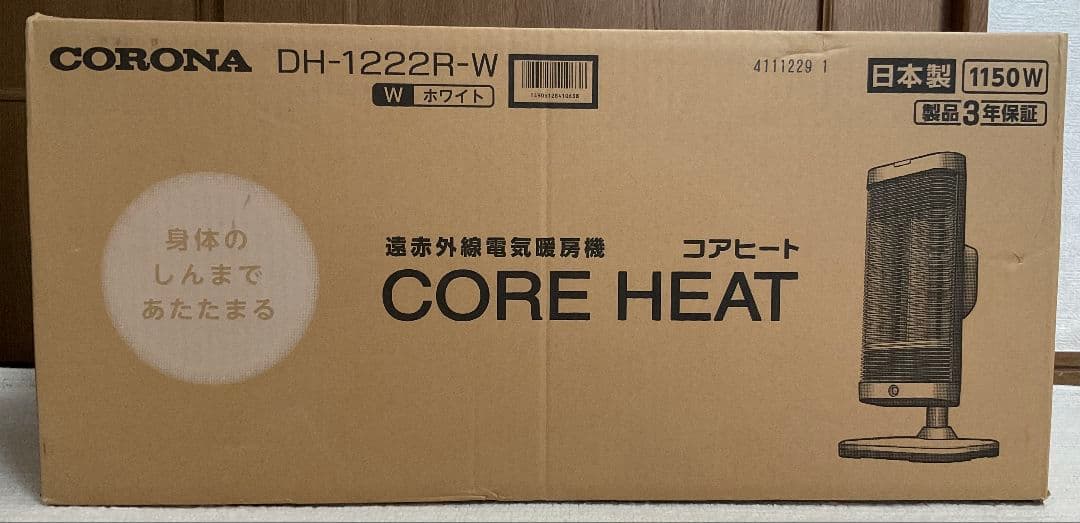 CORONA DH-1222R-W
W ホワイト
4111229 1
日本製 1150W
製品3年保証
身体の
しんまで
あたたまる
遠赤外線電気暖房機 コアヒート
CORE HEAT